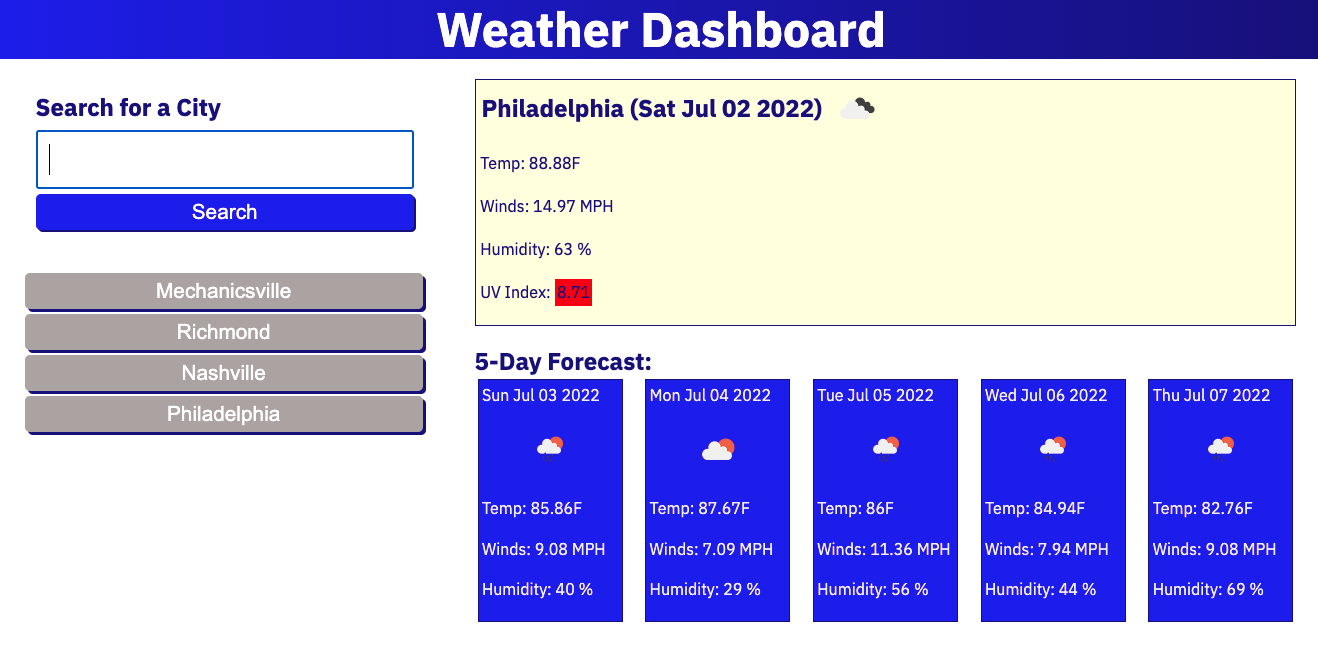 Weather Dashboard
Search for a City
Search
Mechanicsville
Richmond
Nashville
Philadelphia
Philadelphia (Sat Jul 02 2022)
Temp: 88.88F
Winds: 14.97 MPH
Humidity: 63 %
UV Index: 8.71
5-Day Forecast:
Sun Jul 03 2022
Temp: 85.86F
Winds: 9.08 MPH
Humidity: 40 %
Mon Jul 04 2022
Temp: 87.67F
Winds: 7.09 MPH
Humidity: 29 %
Tue Jul 05 2022
Temp: 86F
Winds: 11.36 MPH
Humidity: 56 %
Wed Jul 06 2022
Temp: 84.94F
Winds: 7.94 MPH
Humidity: 44 %
Thu Jul 07 2022
Temp: 82.76F
Winds: 9.08 MPH
Humidity: 69 %